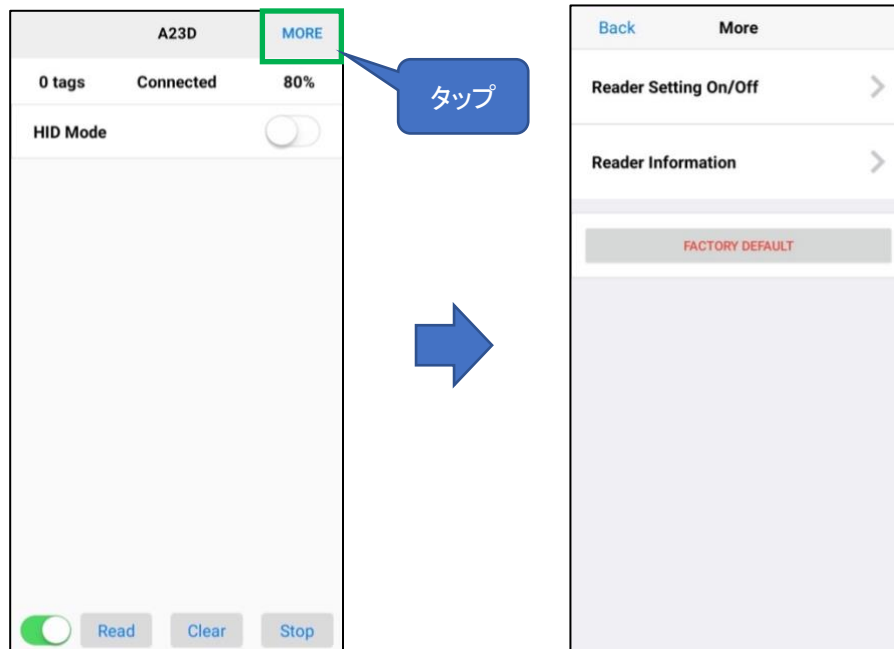 A23D MORE
0 tags Connected 80%
HID Mode
Read Clear Stop
タップ
Back More
Reader Setting On/Off
Reader Information
FACTORY DEFAULT